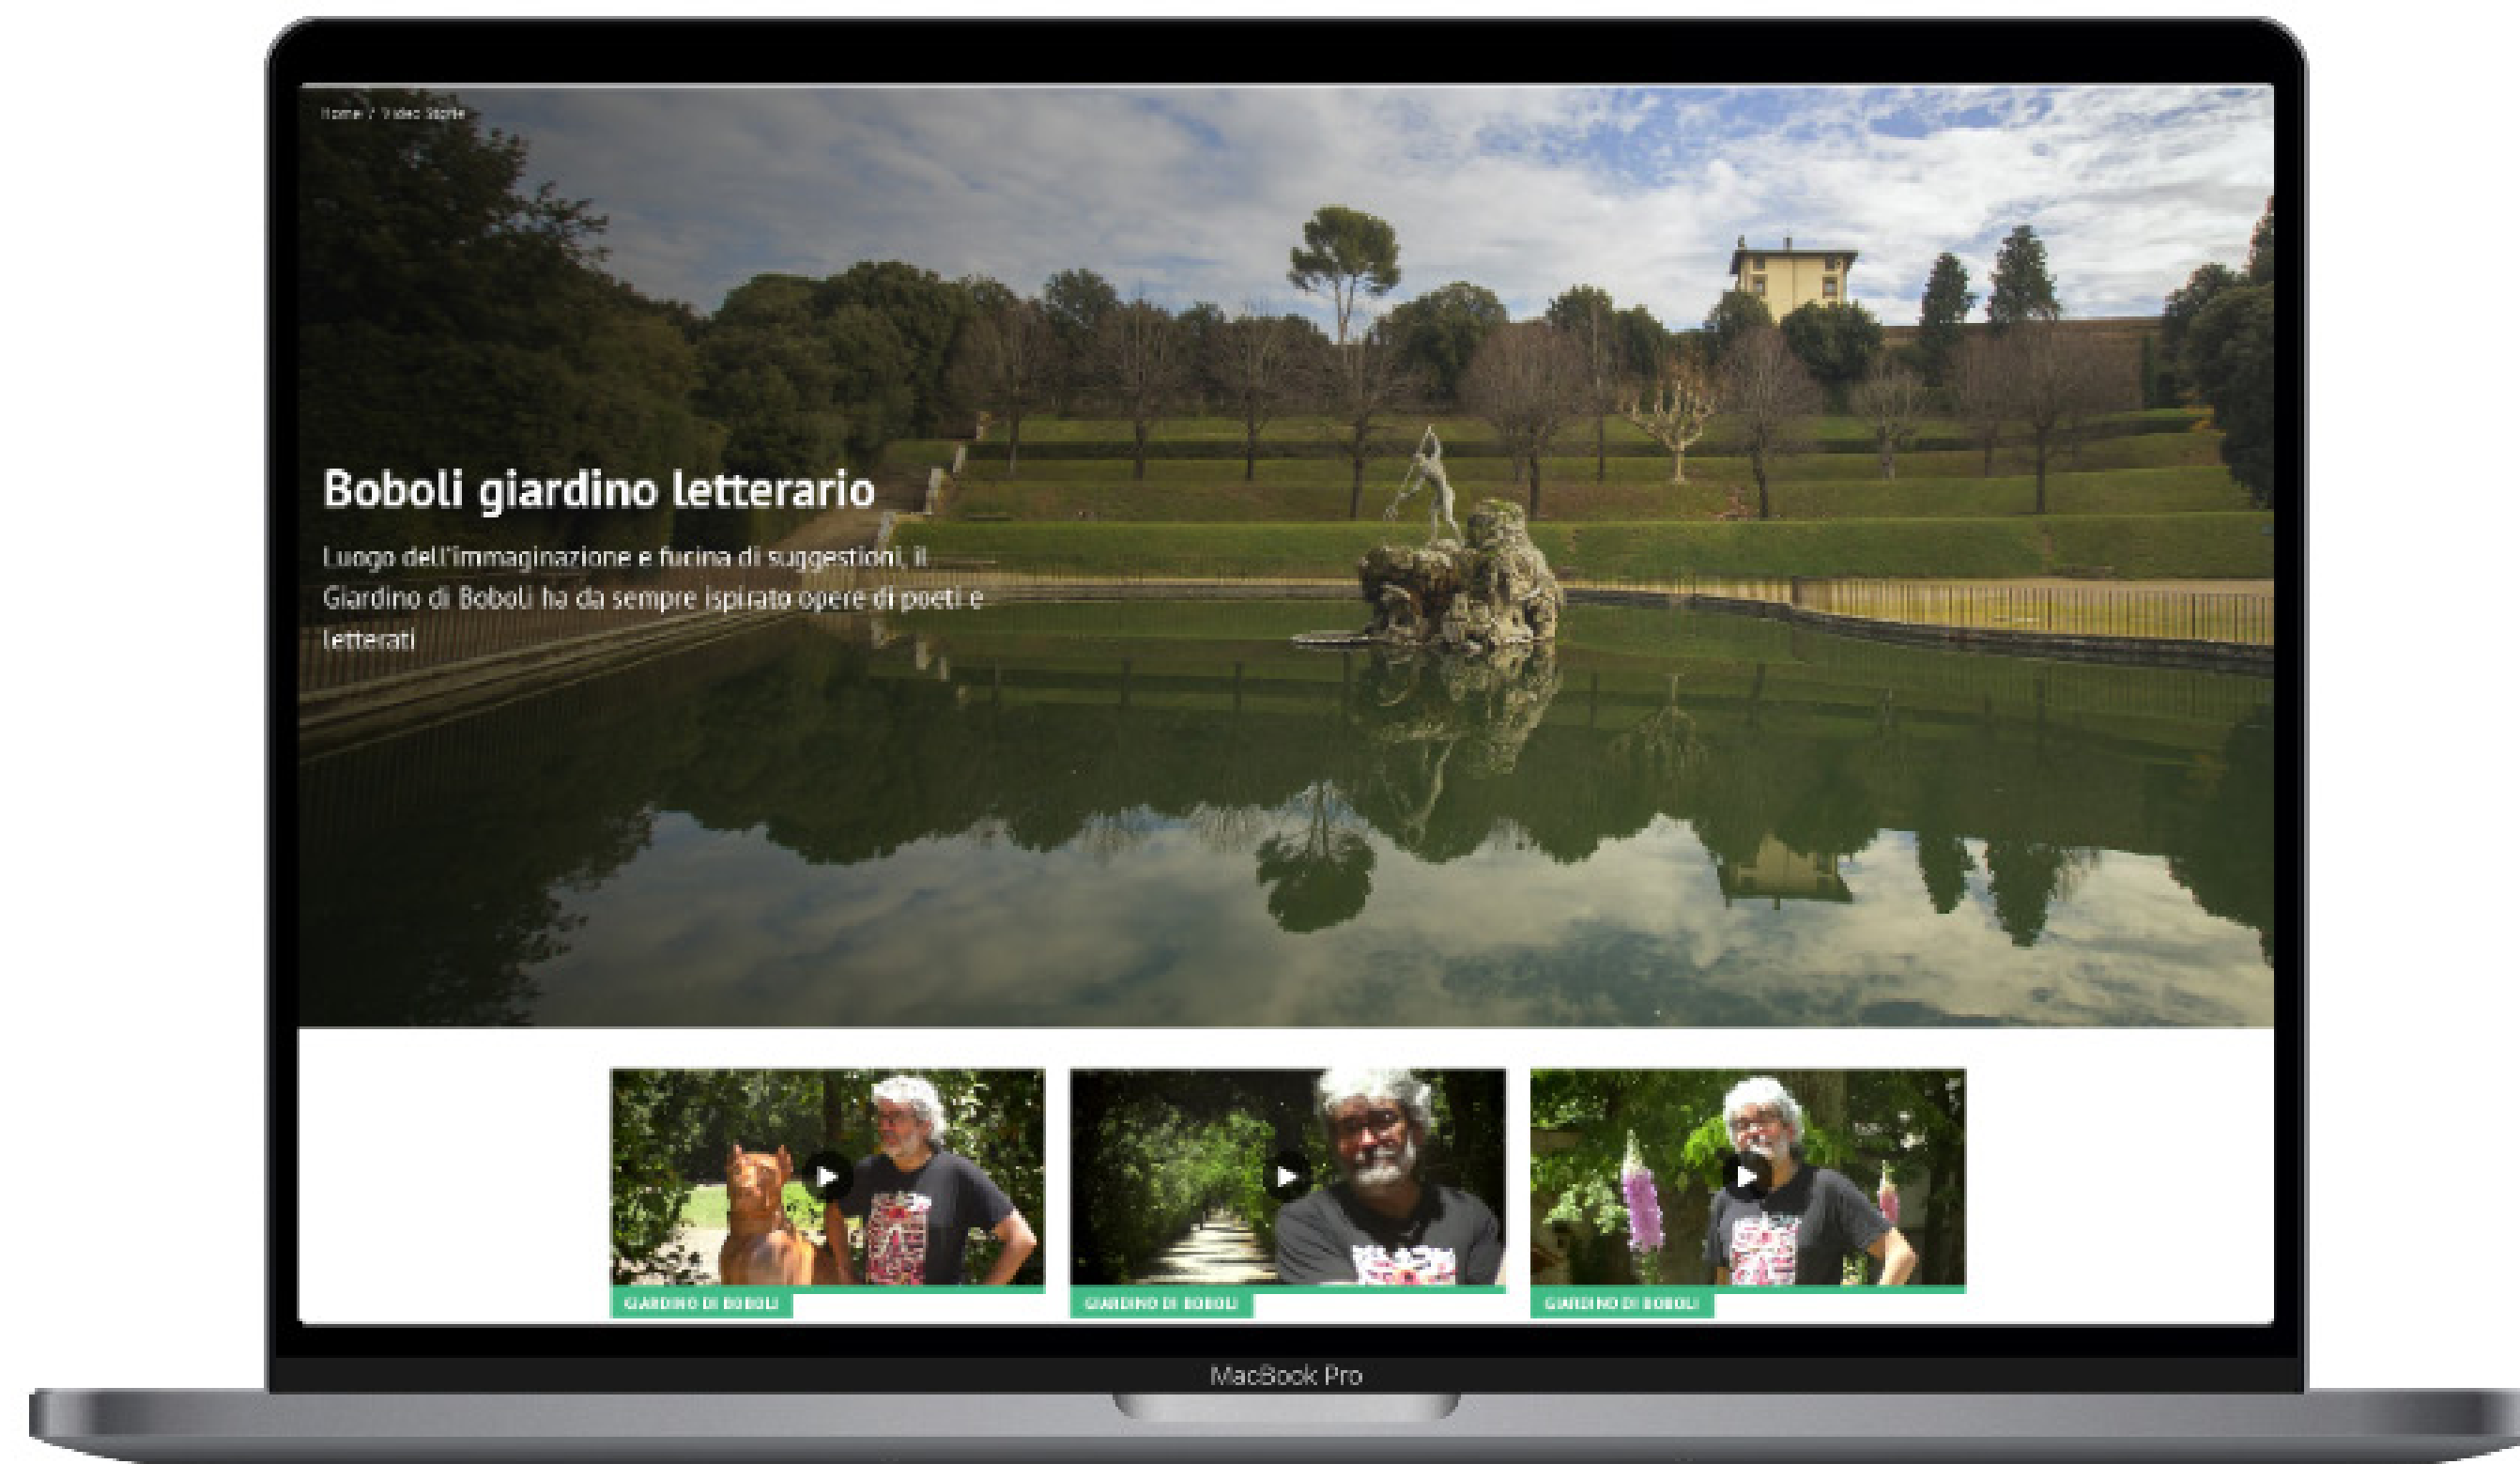 Home / Video Storie
Boboli giardino letterario
Luogo dell'immaginazione e fucina di suggestioni, il
Giardino di Boboli ha da sempre ispirato opere di poeti e
letterati
GIARDINO DI BOBOLI
GIARDINO DI BOBOLI
GIARDINO DI BOBOLI
MacBook Pro